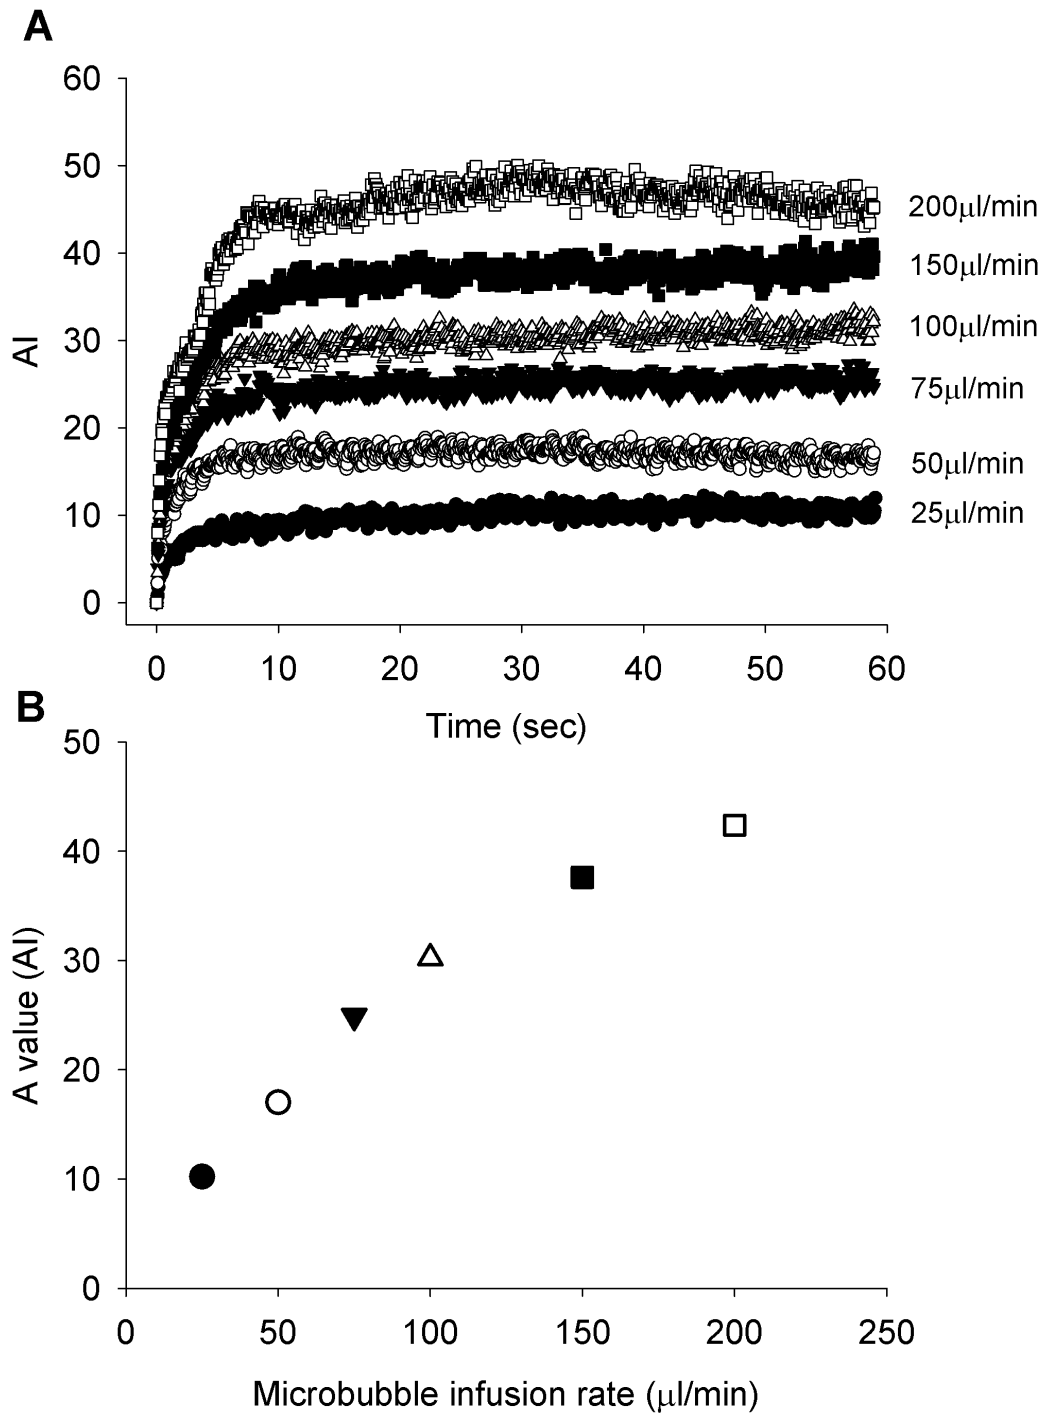 A
60
50
40
30
20
10
0
AI
200µl/min
150µl/min
100µl/min
75µl/min
50µl/min
25µl/min
0 10 20 30 40 50 60
Time (sec)
B
50
40
30
20
10
0
A value (AI)
0 50 100 150 200 250
Microbubble infusion rate (µl/min)